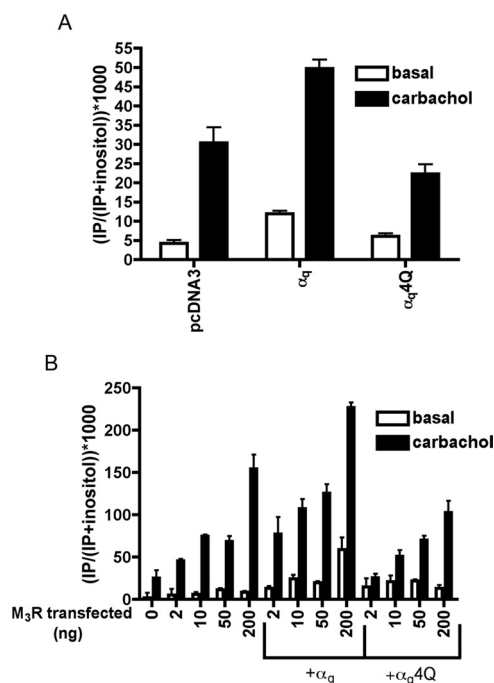 A
(IP/(IP+inositol))*1000
55
50
45
40
35
30
25
20
15
10
5
0
basal
carbachol
pcDNA3
αq
αq4Q
B
(IP/(IP+inositol))*1000
250
200
150
100
50
0
basal
carbachol
M3R transfected
(ng)
0 2 10 50 200 2 10 50 200 2 10 50 200
+αq
+αq4Q